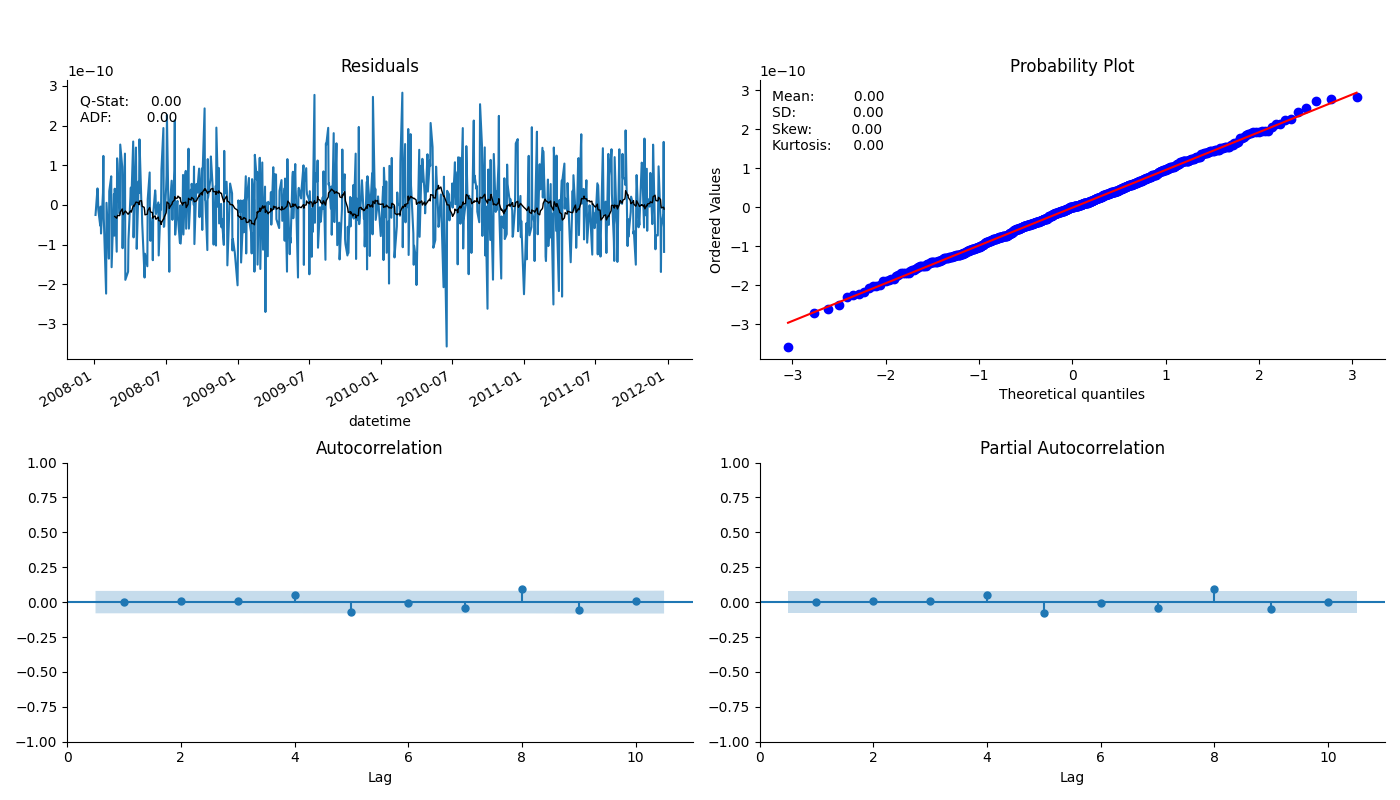 Residuals
1e−10
Q-Stat: 0.00
ADF: 0.00
3
2
1
0
−1
−2
−3
2008-01
2008-07
2009-01
2009-07
2010-01
2010-07
2011-01
2011-07
2012-01
datetime
Probability Plot
1e−10
Mean: 0.00
SD: 0.00
Skew: 0.00
Kurtosis: 0.00
Ordered Values
3
2
1
0
−1
−2
−3
−3 −2 −1 0 1 2 3
Theoretical quantiles
Autocorrelation
1.00
0.75
0.50
0.25
0.00
−0.25
−0.50
−0.75
−1.00
0 2 4 6 8 10
Lag
Partial Autocorrelation
1.00
0.75
0.50
0.25
0.00
−0.25
−0.50
−0.75
−1.00
0 2 4 6 8 10
Lag